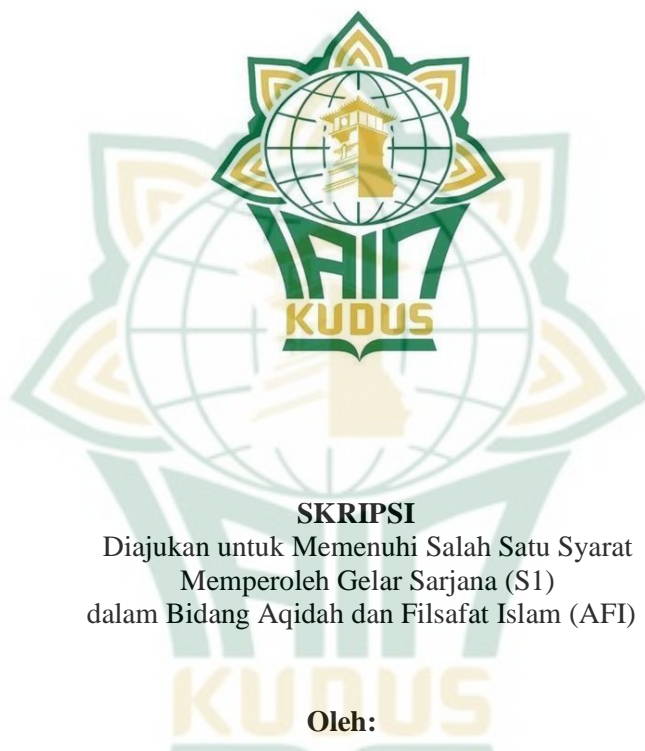 IAIN
KUDUS
SKRIPSI
Diajukan untuk Memenuhi Salah Satu Syarat
Memperoleh Gelar Sarjana (S1)
dalam Bidang Aqidah dan Filsafat Islam (AFI)
KUDUS
Oleh: